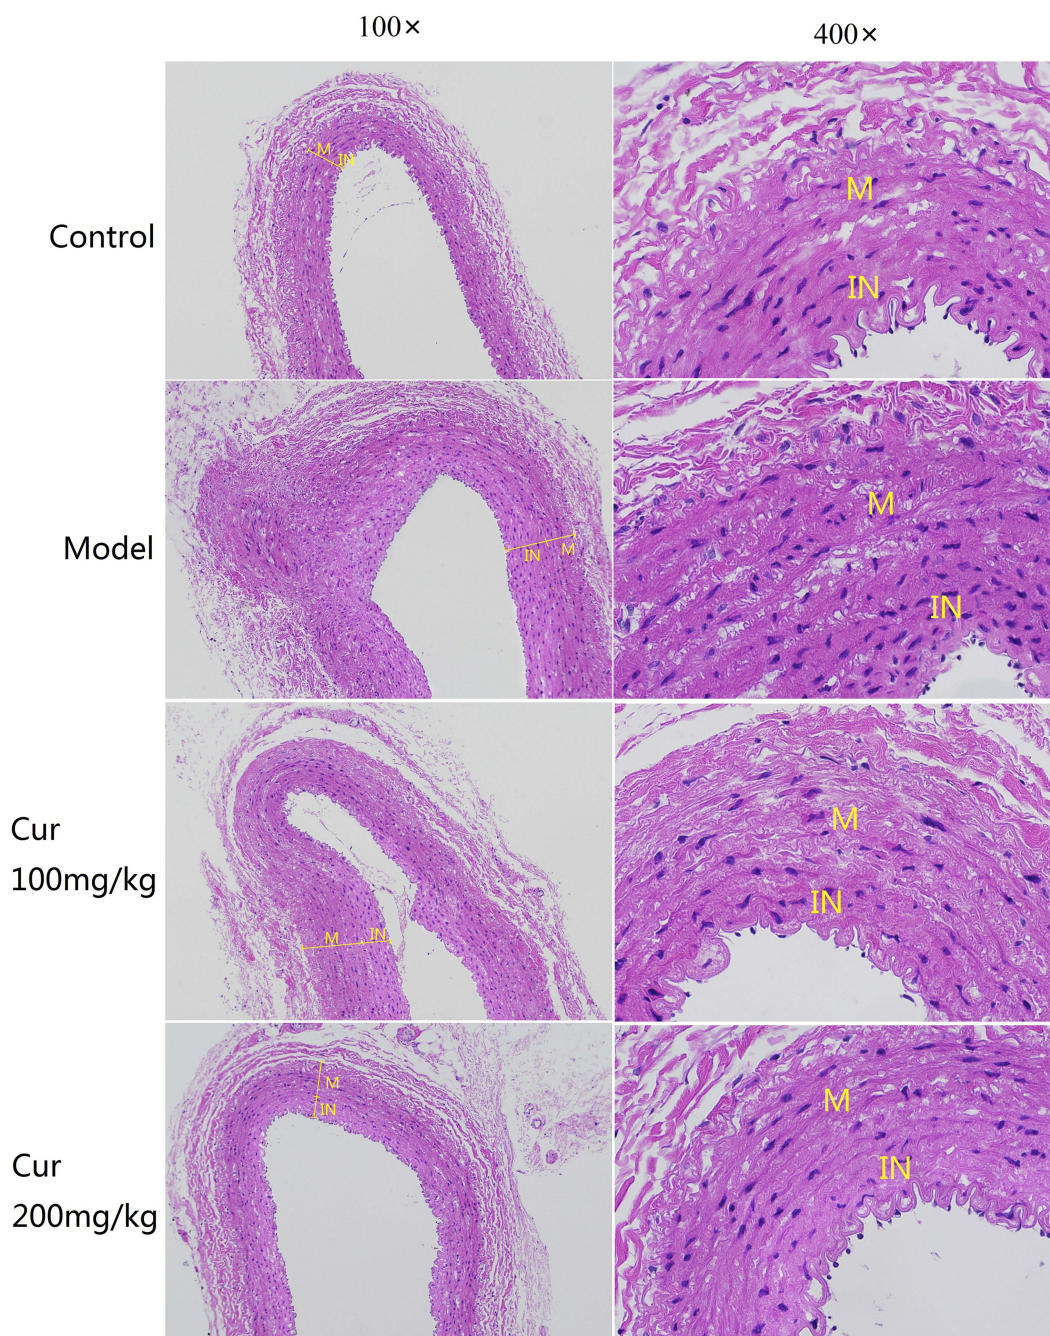 100× 400×
Control
M
IN
M
IN
Model
IN M
M
IN
Cur
100mg/kg
M IN
M
IN
Cur
200mg/kg
M
IN
M
IN